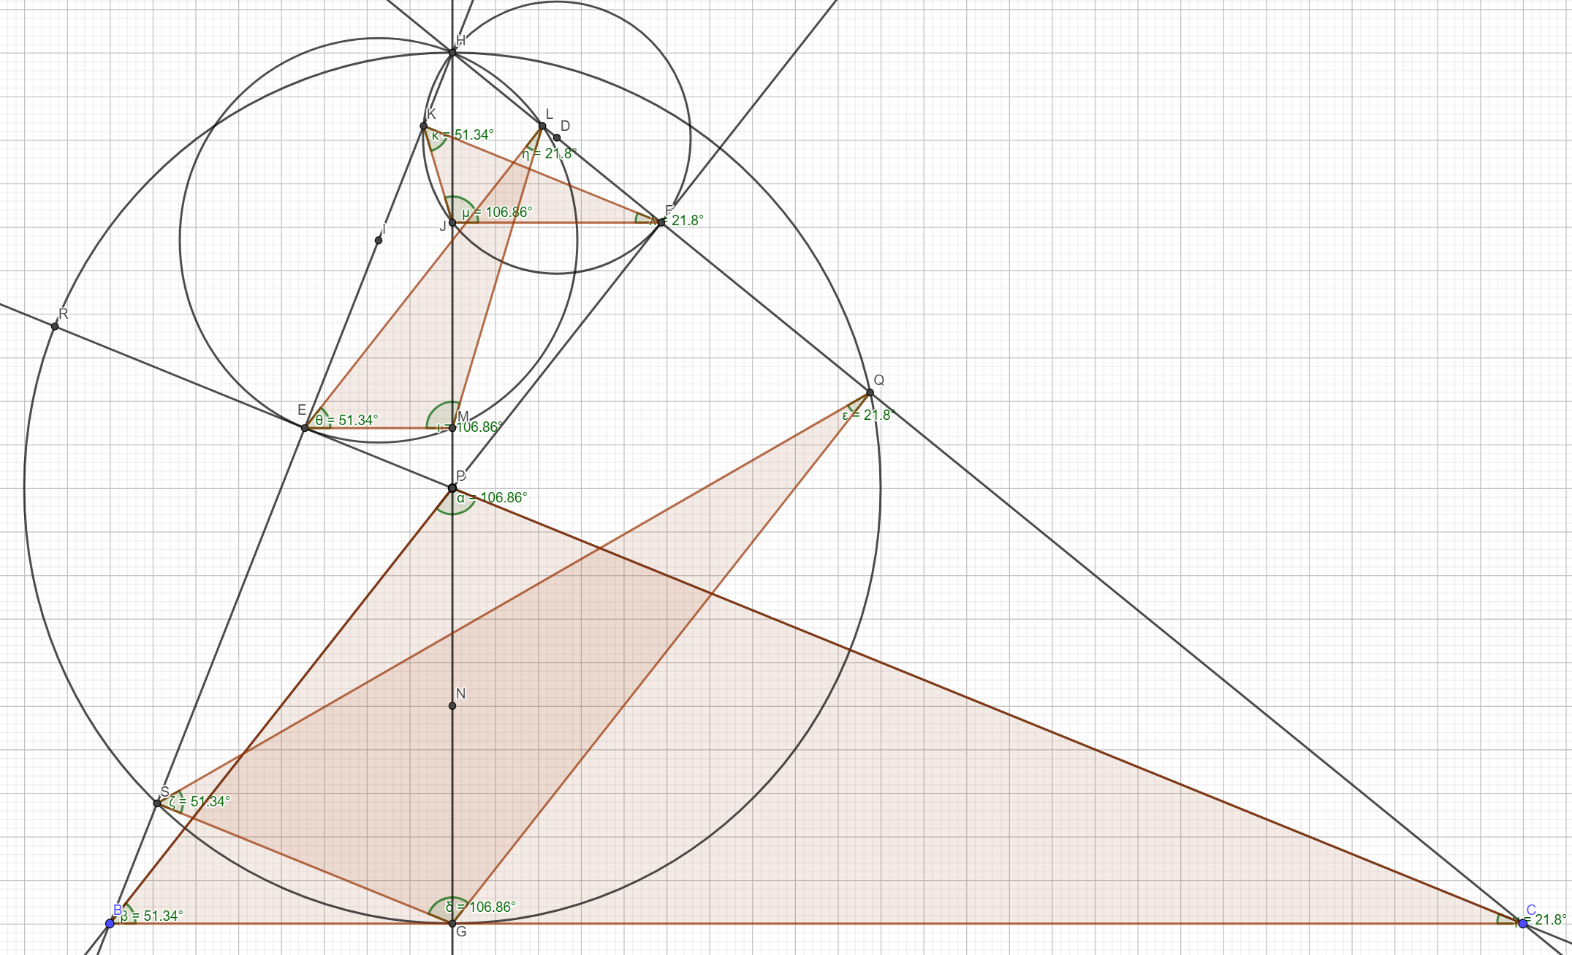 H
K
L
D
κ = 51.34°
η = 21.8°
F
μ = 106.86°
= 21.8°
J
I
R
Q
E
M
θ = 51.34°
= 106.86°
ε = 21.8°
P
α = 106.86°
N
S
ζ = 51.34°
B
β = 51.34°
δ = 106.86°
G
C
= 21.8°